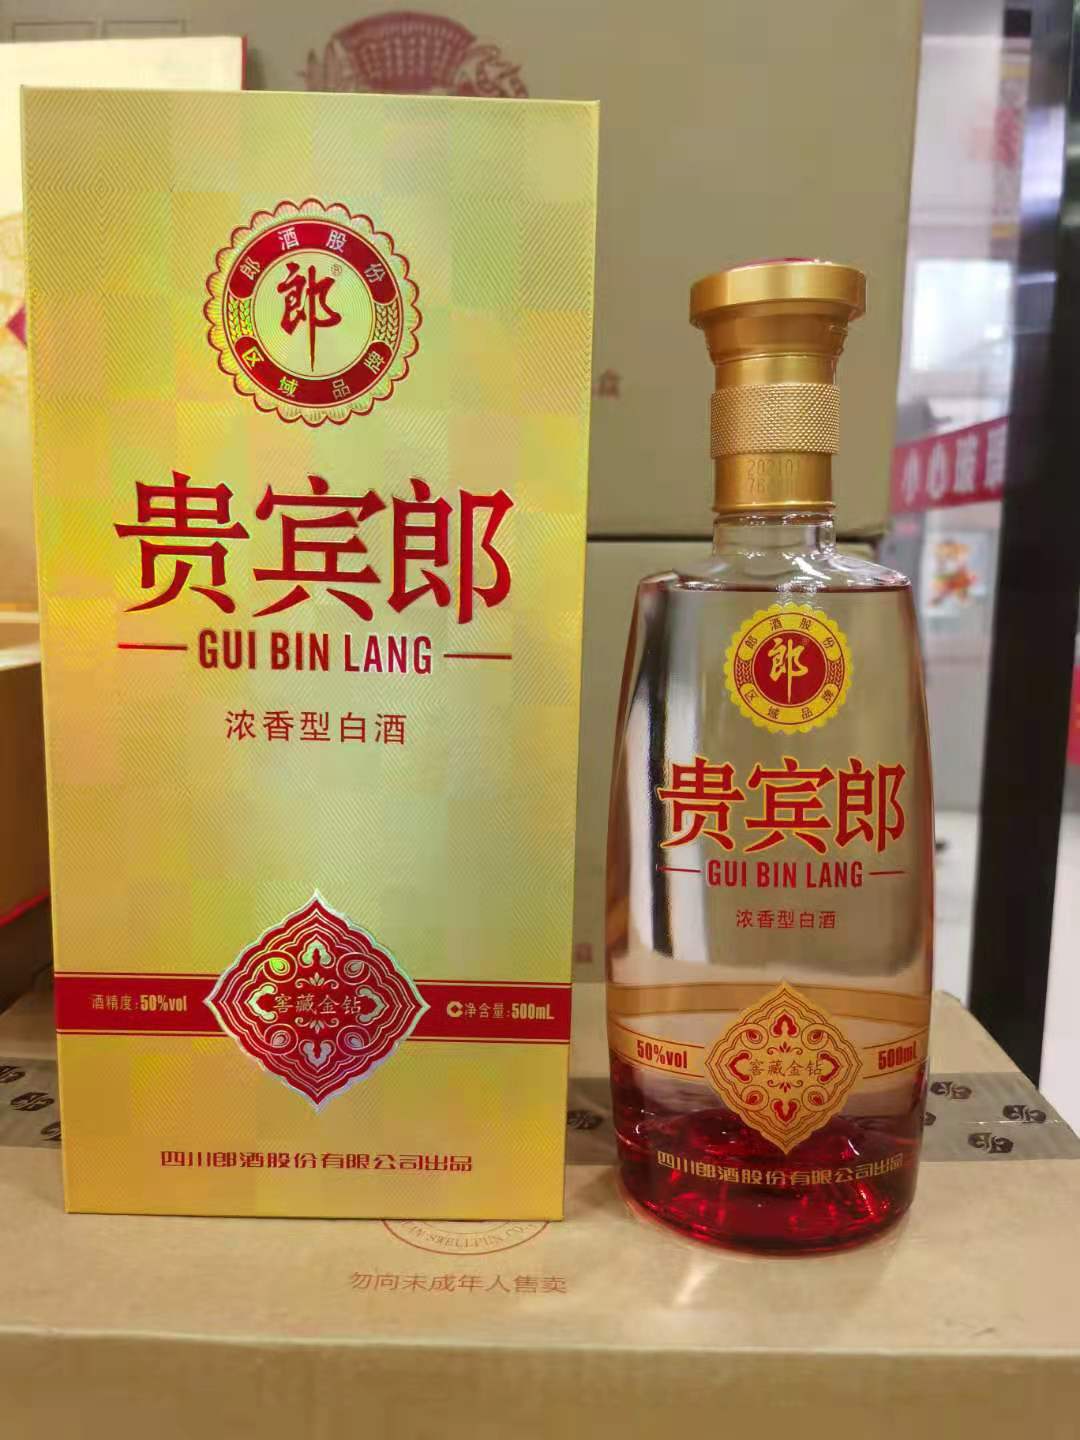 郎酒股份
郎®
区域品牌
贵宾郎
GUI BIN LANG
浓香型白酒
酒精度:50%vol
窖藏金钻
净含量:500mL
四川郎酒股份有限公司出品
郎酒股份
郎
区域品牌
贵宾郎
GUI BIN LANG
浓香型白酒
50%vol
窖藏金钻
500mL
四川郎酒股份有限公司出品
小心玻璃
勿向未成年人售卖